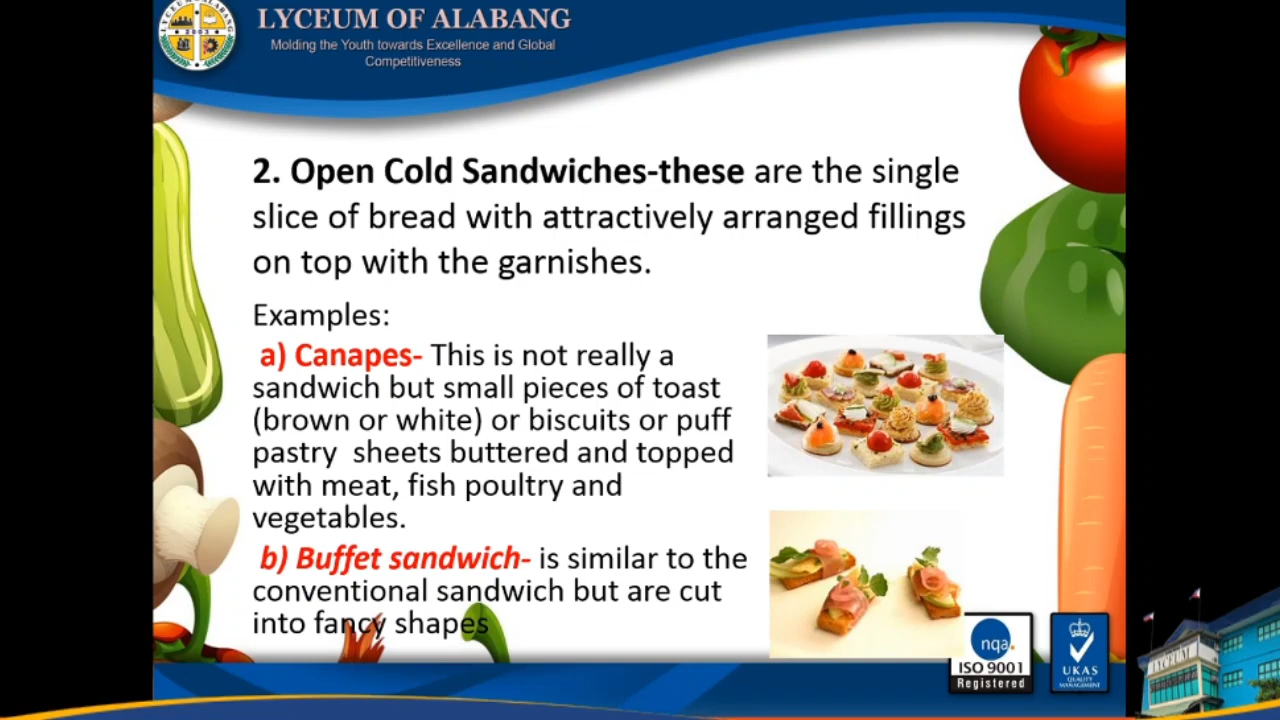 LYCEUM OF ALABANG
Molding the Youth towards Excellence and Global
Competitiveness
2003
2. Open Cold Sandwiches-these are the single
slice of bread with attractively arranged fillings
on top with the garnishes.
Examples:
a) Canapes- This is not really a
sandwich but small pieces of toast
(brown or white) or biscuits or puff
pastry  sheets buttered and topped
with meat, fish poultry and
vegetables.
b) Buffet sandwich- is similar to the
conventional sandwich but are cut
into fancy shapes
nqa.
ISO 9001
Registered
UKAS
QUALITY
MANAGEMENT
LYCEUM